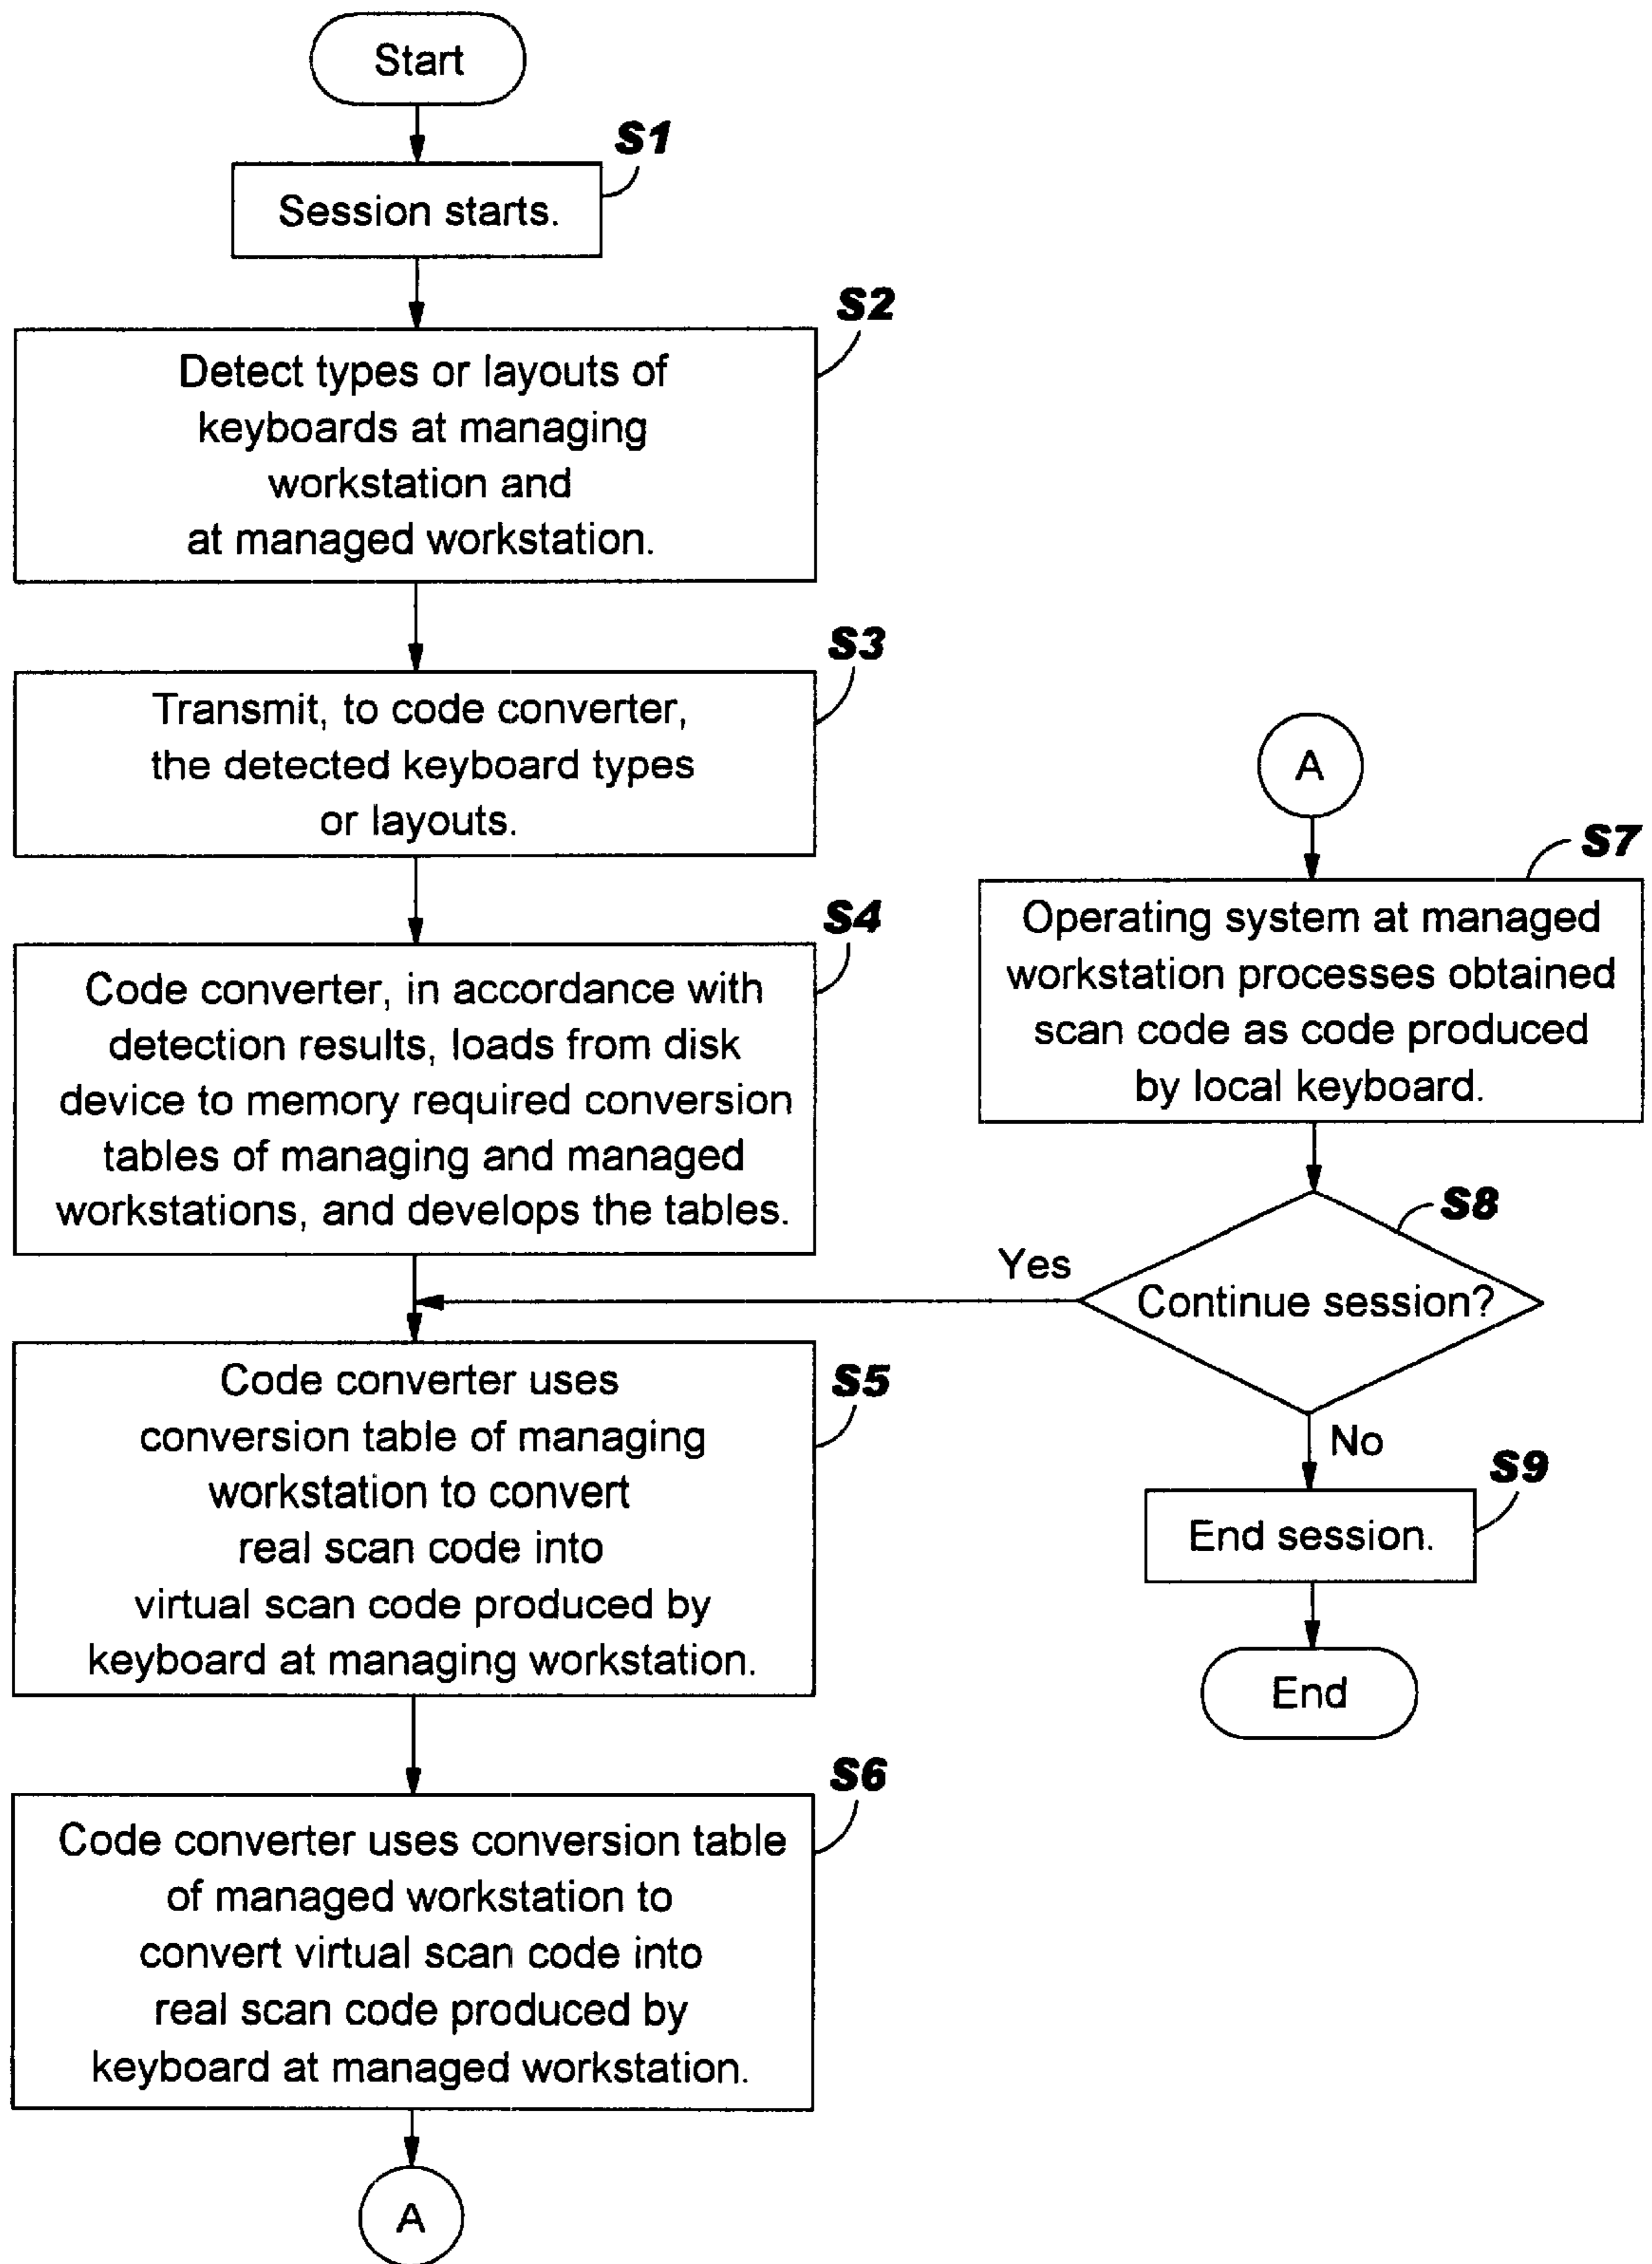 Start
S1
Session starts.
S2
Detect types or layouts of
keyboards at managing
workstation and
at managed workstation.
S3
Transmit, to code converter,
the detected keyboard types
or layouts.
S4
Code converter, in accordance with
detection results, loads from disk
device to memory required conversion
tables of managing and managed
workstations, and develops the tables.
S5
Code converter uses
conversion table of managing
workstation to convert
real scan code into
virtual scan code produced by
keyboard at managing workstation.
S6
Code converter uses conversion table
of managed workstation to
convert virtual scan code into
real scan code produced by
keyboard at managed workstation.
A
A
S7
Operating system at managed
workstation processes obtained
scan code as code produced
by local keyboard.
S8
Yes
Continue session?
No
S9
End session.
End